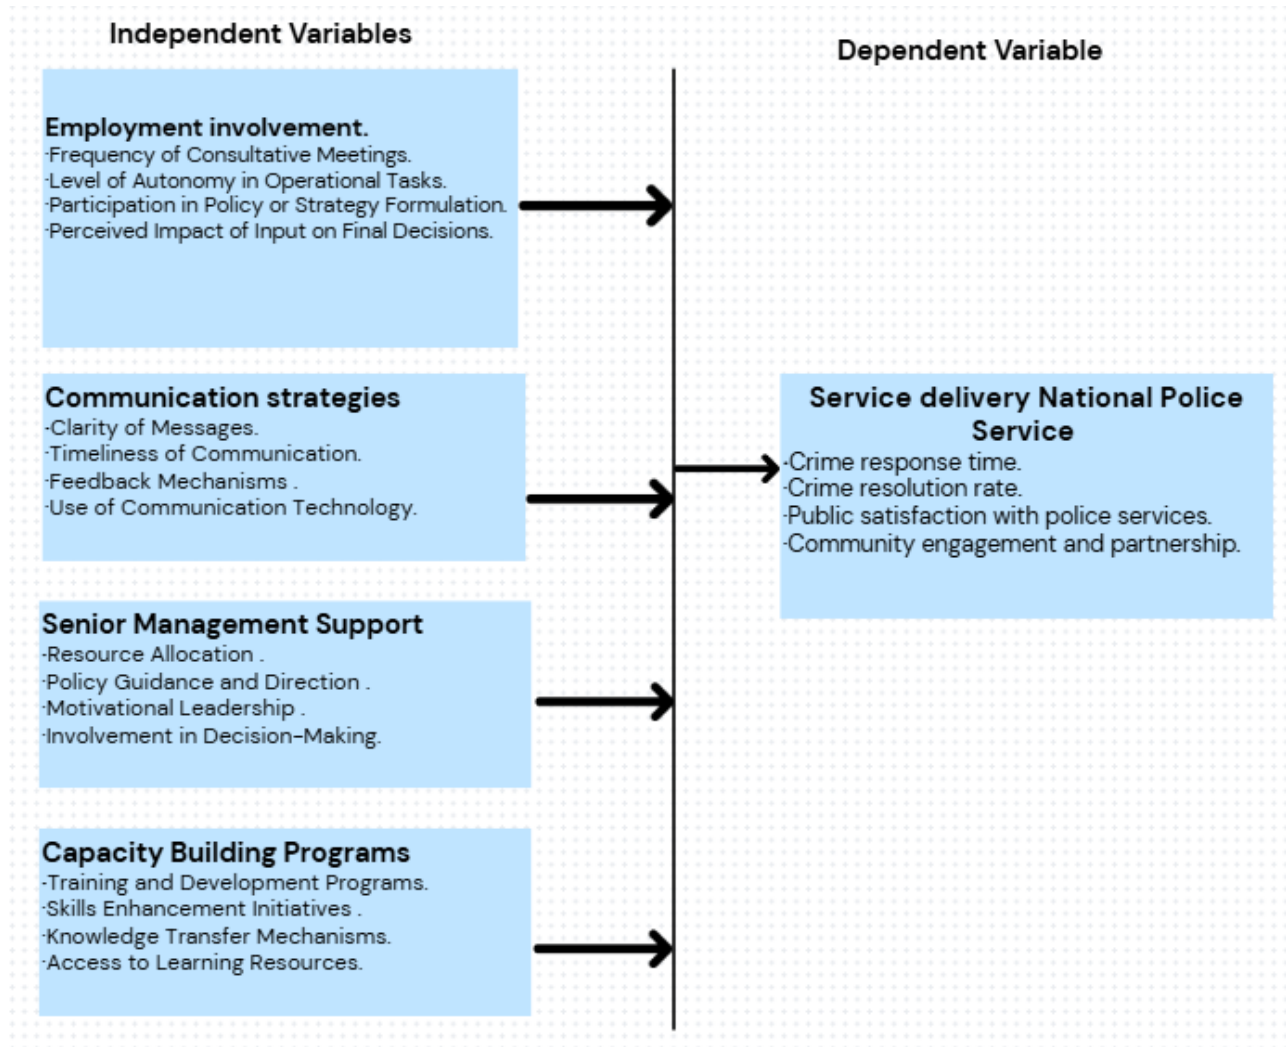 Independent Variables
Dependent Variable
Employment involvement.
·Frequency of Consultative Meetings.
·Level of Autonomy in Operational Tasks.
·Participation in Policy or Strategy Formulation.
·Perceived Impact of Input on Final Decisions.
Communication strategies
·Clarity of Messages.
·Timeliness of Communication.
·Feedback Mechanisms .
·Use of Communication Technology.
Senior Management Support
·Resource Allocation .
·Policy Guidance and Direction .
·Motivational Leadership .
·Involvement in Decision-Making.
Capacity Building Programs
·Training and Development Programs.
·Skills Enhancement Initiatives .
·Knowledge Transfer Mechanisms.
·Access to Learning Resources.
Service delivery National Police
Service
·Crime response time.
·Crime resolution rate.
·Public satisfaction with police services.
·Community engagement and partnership.